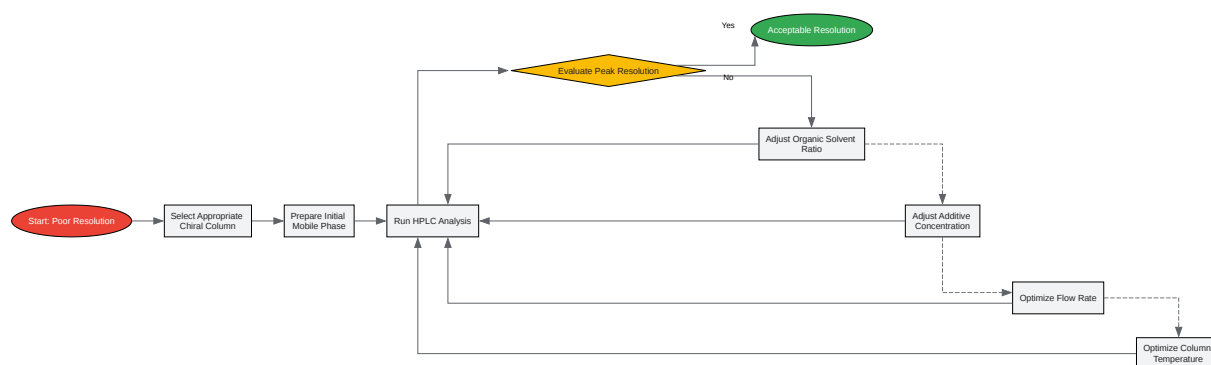 Yes
Acceptable Resolution
Evaluate Peak Resolution
No
Adjust Organic Solvent
Ratio
Start: Poor Resolution
Select Appropriate
Chiral Column
Prepare Initial
Mobile Phase
Run HPLC Analysis
Adjust Additive
Concentration
Optimize Flow Rate
Optimize Column
Temperature